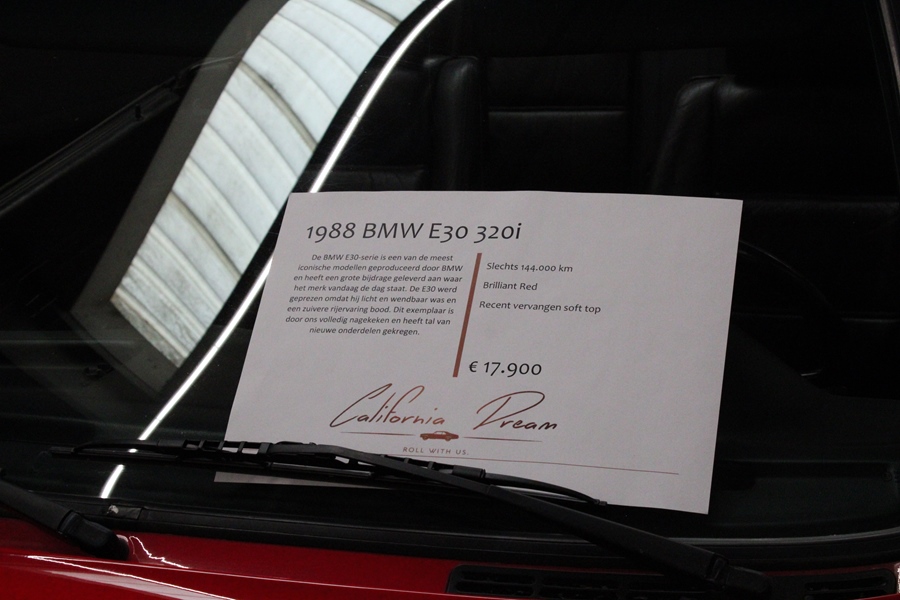 1988 BMW E30 320i
De BMW E30-serie is een van de meest
iconische modellen geproduceerd door BMW
en heeft een grote bijdrage geleverd aan waar
het merk vandaag de dag staat. De E30 werd
geprezen omdat hij licht en wendbaar was en
een zuivere rijervaring bood. Dit exemplaar is
door ons volledig nagekeken en heeft tal van
nieuwe onderdelen gekregen.
Slechts 144.000 km
Brilliant Red
Recent vervangen soft top
€ 17.900
California Dream
ROLL WITH US.